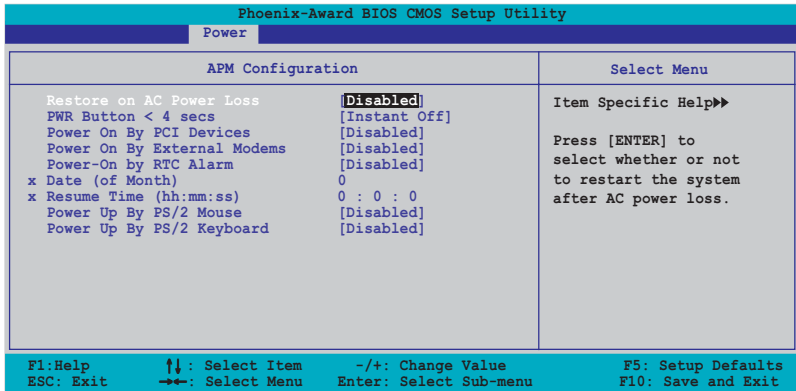 Phoenix-Award BIOS CMOS Setup Utility
Power
APM Configuration
Select Menu
Restore on AC Power Loss [Disabled]
PWR Button < 4 secs [Instant Off]
Power On By PCI Devices [Disabled]
Power On By External Modems [Disabled]
Power-On by RTC Alarm [Disabled]
x Date (of Month) 0
x Resume Time (hh:mm:ss) 0 : 0 : 0
Power Up By PS/2 Mouse [Disabled]
Power Up By PS/2 Keyboard [Disabled]
Item Specific Help▶▶
Press [ENTER] to
select whether or not
to restart the system
after AC power loss.
F1:Help ↑↓: Select Item -/+: Change Value F5: Setup Defaults
ESC: Exit →←: Select Menu Enter: Select Sub-menu F10: Save and Exit